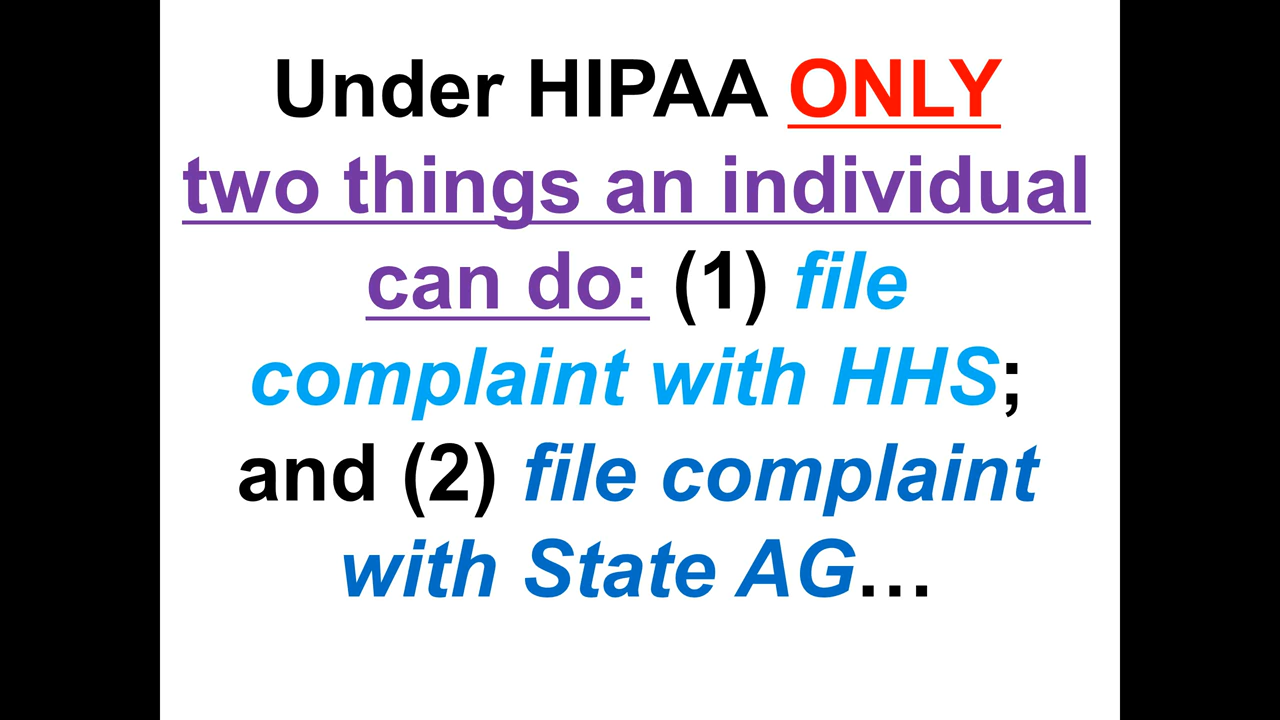 Under HIPAA ONLY
two things an individual
can do: (1) file
complaint with HHS;
and (2) file complaint
with State AG…